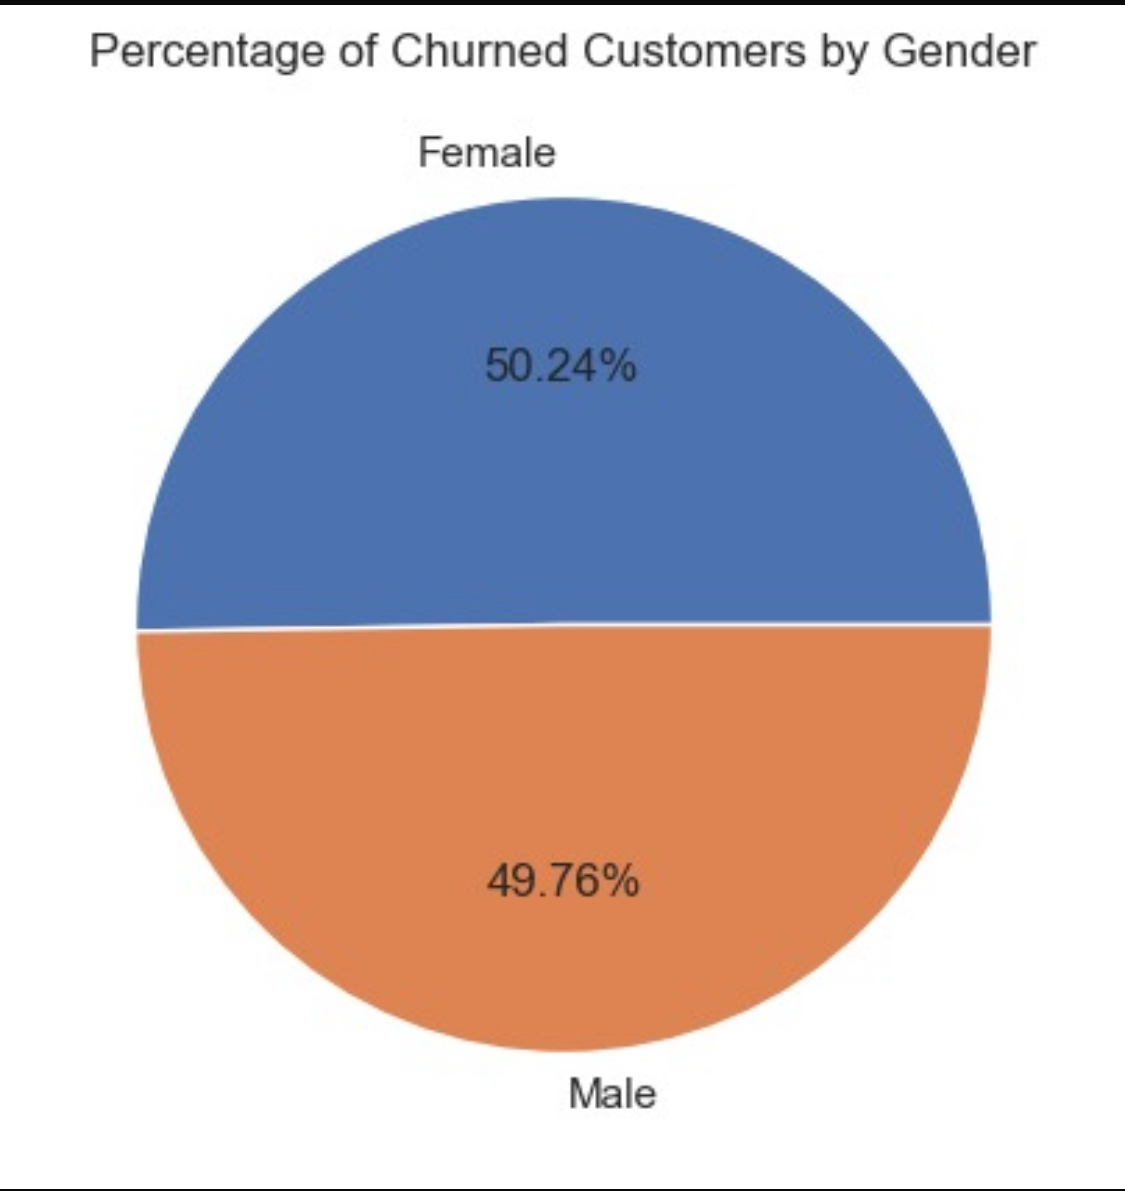 Percentage of Churned Customers by Gender
Female
50.24%
49.76%
Male